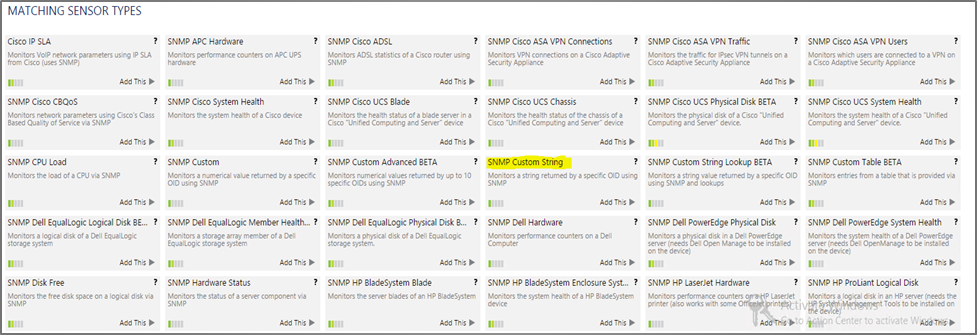 MATCHING SENSOR TYPES
Cisco IP SLA ?
Monitors VoIP network parameters using IP SLA
from Cisco (uses SNMP)
Add This
SNMP APC Hardware ?
Monitors performance counters on APC UPS
hardware
Add This
SNMP Cisco ADSL ?
Monitors ADSL statistics of a Cisco router using
SNMP
Add This
SNMP Cisco ASA VPN Connections ?
Monitors VPN connections on a Cisco Adaptive
Security Appliance
Add This
SNMP Cisco ASA VPN Traffic ?
Monitors the traffic for IPsec VPN tunnels on a
Cisco Adaptive Security Appliance
Add This
SNMP Cisco ASA VPN Users ?
Monitors which users are connected to a VPN on
a Cisco Adaptive Security Appliance
Add This
SNMP Cisco CBQoS ?
Monitors network parameters using Cisco's Class
Based Quality of Service via SNMP
Add This
SNMP Cisco System Health ?
Monitors the system health of a Cisco device
Add This
SNMP Cisco UCS Blade ?
Monitors the health status of a blade server in a
Cisco "Unified Computing and Server" device
Add This
SNMP Cisco UCS Chassis ?
Monitors the health status of the chassis of a
Cisco "Unified Computing and Server" device
Add This
SNMP Cisco UCS Physical Disk BETA ?
Monitors the physical disk of a Cisco "Unified
Computing and Server" device.
Add This
SNMP Cisco UCS System Health ?
Monitors the system health of a Cisco "Unified
Computing and Server" device.
Add This
SNMP CPU Load ?
Monitors the load of a CPU via SNMP
Add This
SNMP Custom ?
Monitors a numerical value returned by a specific
OID using SNMP
Add This
SNMP Custom Advanced BETA ?
Monitors numerical values returned by up to 10
specific OIDs using SNMP
Add This
SNMP Custom String ?
Monitors a string returned by a specific OID using
SNMP
Add This
SNMP Custom String Lookup BETA ?
Monitors a string value returned by a specific OID
using SNMP and lookups
Add This
SNMP Custom Table BETA ?
Monitors entries from a table that is provided via
SNMP
Add This
SNMP Dell EqualLogic Logical Disk BE... ?
Monitors a logical disk of a Dell EqualLogic
storage system
Add This
SNMP Dell EqualLogic Member Health... ?
Monitors a storage array member of a Dell
EqualLogic storage system
Add This
SNMP Dell EqualLogic Physical Disk B... ?
Monitors a physical disk of a Dell EqualLogic
storage system.
Add This
SNMP Dell Hardware ?
Monitors performance counters on a Dell
Computer
Add This
SNMP Dell PowerEdge Physical Disk ?
Monitors a physical disk in a Dell PowerEdge
server (needs Dell Open Manage to be installed
on the device)
Add This
SNMP Dell PowerEdge System Health ?
Monitors the system health of a Dell PowerEdge
server (needs Dell OpenManage to be installed
on the device)
Add This
SNMP Disk Free ?
Monitors the free disk space on a logical disk via
SNMP
Add This
SNMP Hardware Status ?
Monitors the status of a server component via
SNMP
Add This
SNMP HP BladeSystem Blade ?
Monitors the server blades of an HP BladeSystem
Add This
SNMP HP BladeSystem Enclosure Syst... ?
Monitors the system health of a HP BladeSystem
device
Add This
SNMP HP LaserJet Hardware ?
Monitors performance counters on a HP LaserJet
printer (also works with some OfficeJet printers)
Add This
SNMP HP ProLiant Logical Disk ?
Monitors a logical disk in an HP server (needs the
HP System Management Tools to be installed on
the device)
Add This
Activate Windows
Go to Action Center to activate Windows.